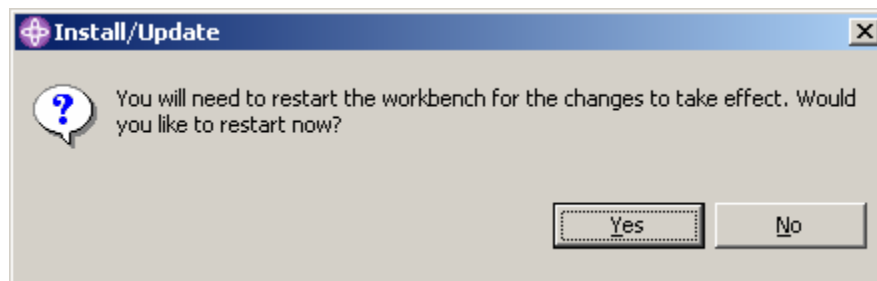 Install/Update
You will need to restart the workbench for the changes to take effect. Would
you like to restart now?
Yes
No